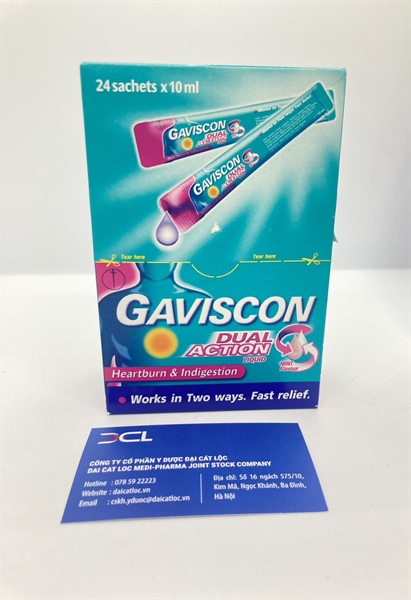 24 sachets x 10 ml
GAVISCON
DUAL
ACTION
GAVISCON
DUAL
ACTION
Tear here
Tear here
GAVISCON
DUAL
ACTION
LIQUID
MINT
flavour
Heartburn & Indigestion
Works in Two ways. Fast relief.
DCL
CÔNG TY CỔ PHẦN Y DƯỢC ĐẠI CÁT LỘC
DAI CAT LOC MEDI-PHARMA JOINT STOCK COMPANY
Hotline : 078 59 22223
Website : daicatloc.vn
Email : cskh.yduoc@daicatloc.vn
Địa chỉ: Số 16 ngách 575/10,
Kim Mã, Ngọc Khánh, Ba Đình,
Hà Nội